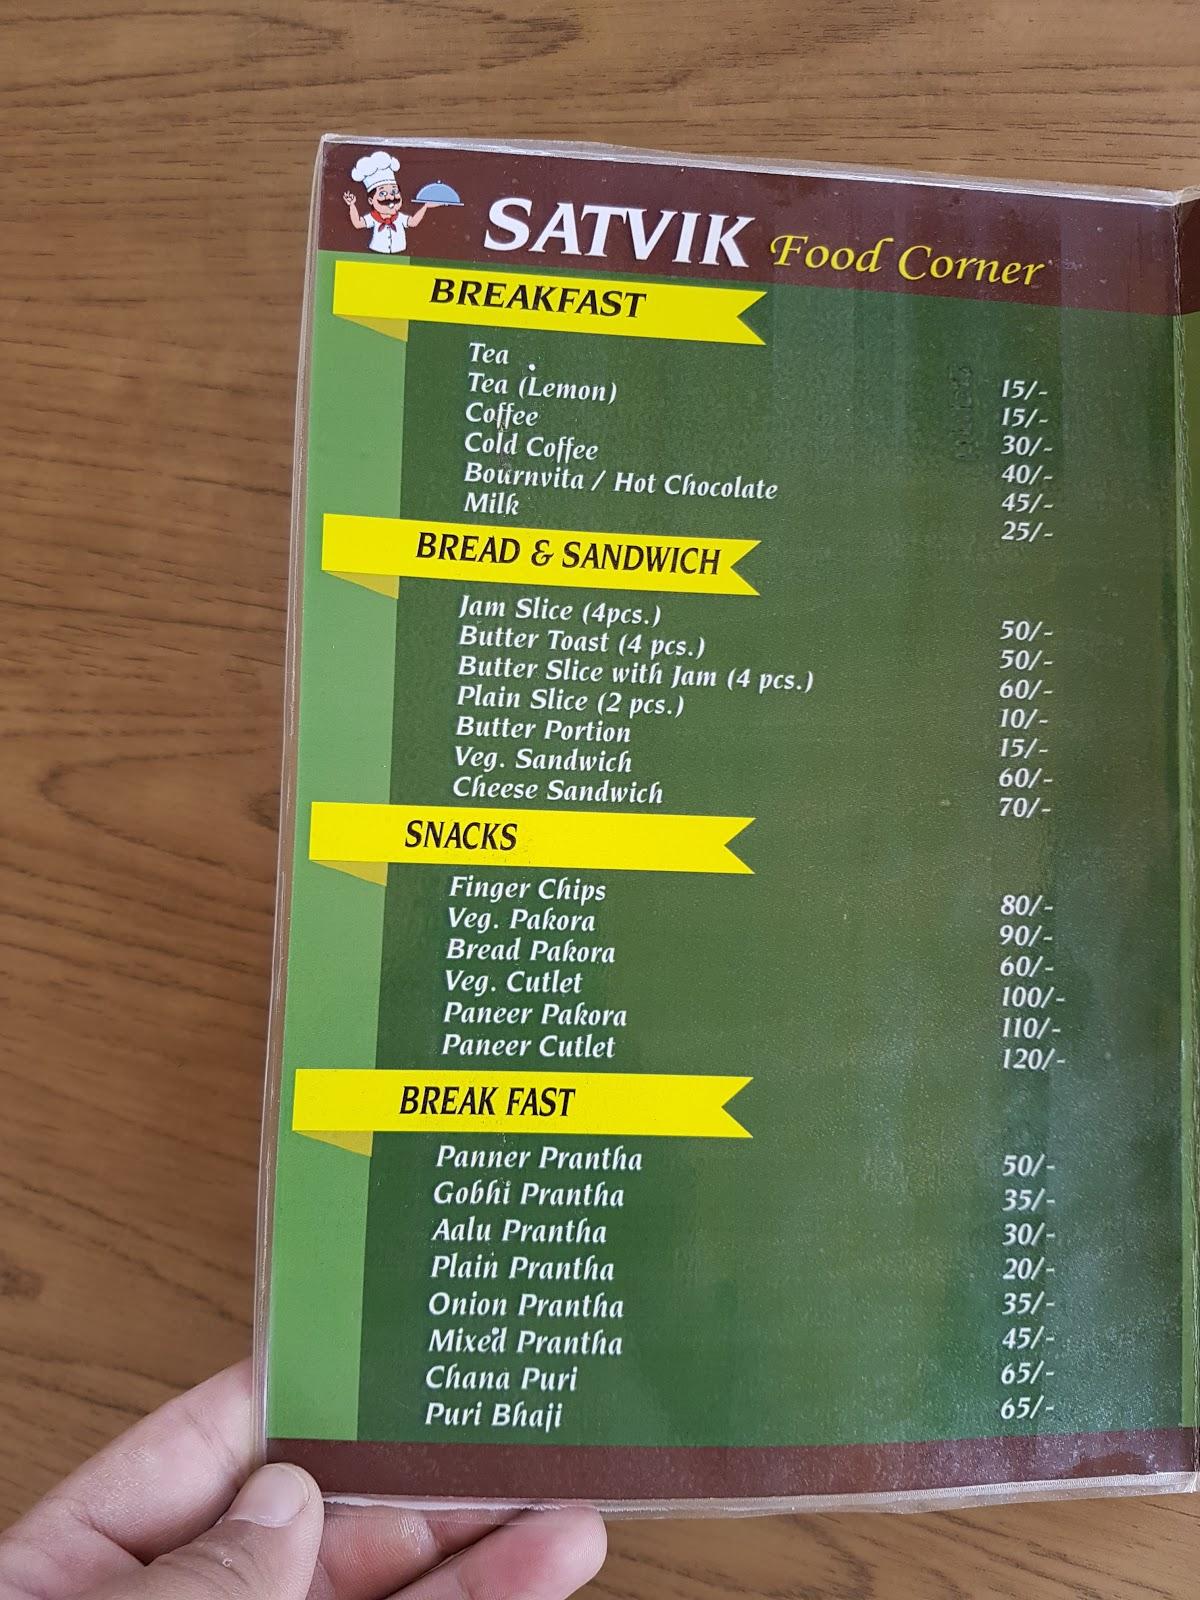 SATVIK Food Corner
BREAKFAST
Tea 15/-
Tea (Lemon) 15/-
Coffee 30/-
Cold Coffee 40/-
Bournvita / Hot Chocolate 45/-
Milk 25/-
BREAD & SANDWICH
Jam Slice (4pcs.) 50/-
Butter Toast (4 pcs.) 50/-
Butter Slice with Jam (4 pcs.) 60/-
Plain Slice (2 pcs.) 10/-
Butter Portion 15/-
Veg. Sandwich 60/-
Cheese Sandwich 70/-
SNACKS
Finger Chips 80/-
Veg. Pakora 90/-
Bread Pakora 60/-
Veg. Cutlet 100/-
Paneer Pakora 110/-
Paneer Cutlet 120/-
BREAK FAST
Panner Prantha 50/-
Gobhi Prantha 35/-
Aalu Prantha 30/-
Plain Prantha 20/-
Onion Prantha 35/-
Mixed Prantha 45/-
Chana Puri 65/-
Puri Bhaji 65/-